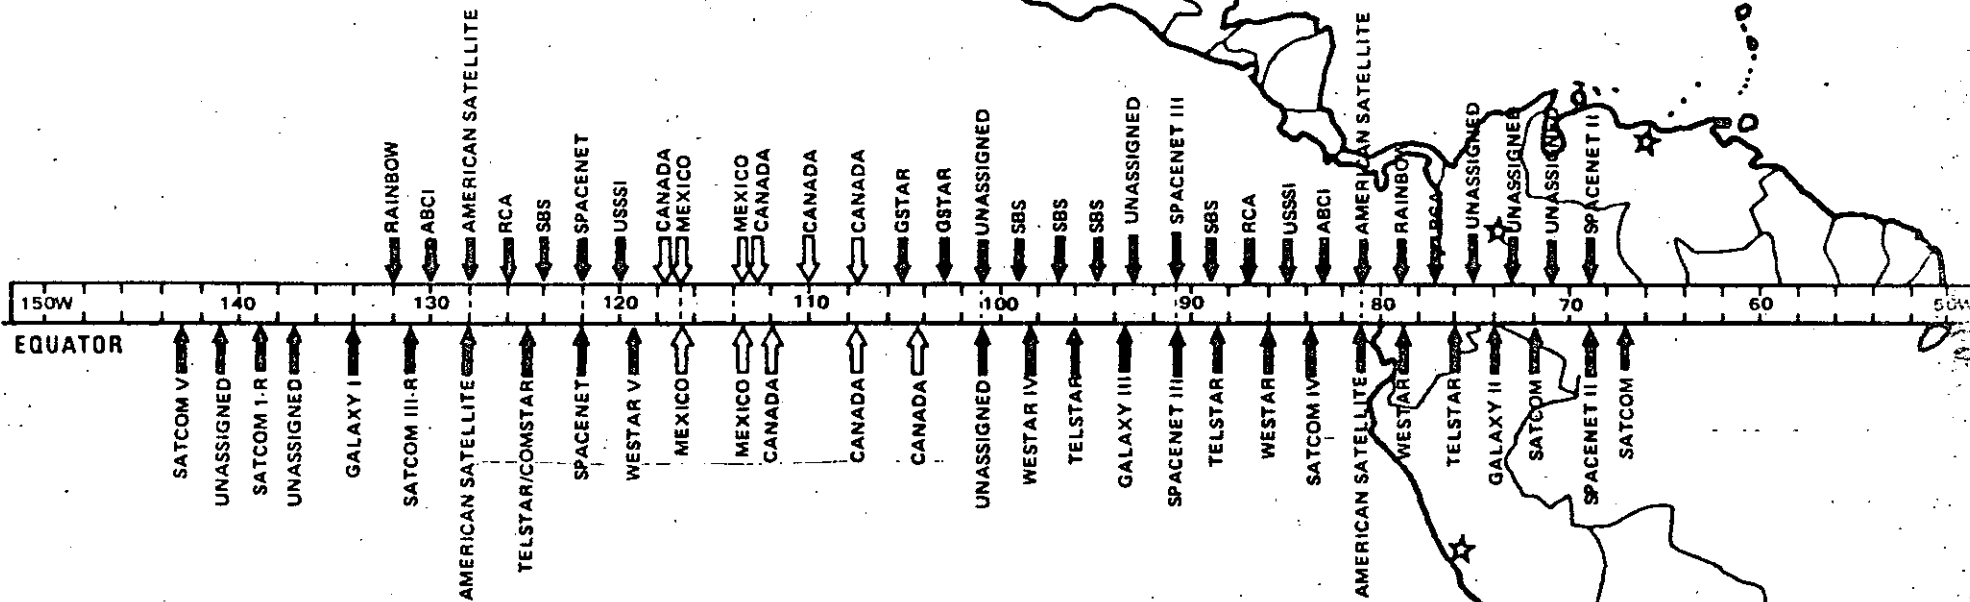 RAINBOW
ABCI
AMERICAN SATELLITE
RCA
SBS
SPACENET
USSI
CANADA
MEXICO
MEXICO
CANADA
CANADA
CANADA
GSTAR
GSTAR
UNASSIGNED
SBS
SBS
SBS
UNASSIGNED
SPACENET III
SBS
RCA
USSI
ABCI
AMERICAN SATELLITE
RAINBOW
RCA
UNASSIGNED
UNASSIGNED
UNASSIGNED
SPACENET II
150W 140 130 120 110 100 90 80 70 60 50W
EQUATOR
SATCOM V
UNASSIGNED
SATCOM I-R
UNASSIGNED
GALAXY I
SATCOM III-R
AMERICAN SATELLITE
TELSTAR/COMSTAR
SPACENET
WESTAR V
MEXICO
MEXICO
CANADA
CANADA
CANADA
UNASSIGNED
WESTAR IV
TELSTAR
GALAXY III
SPACENET III
TELSTAR
WESTAR
SATCOM IV
AMERICAN SATELLITE
WESTAR
TELSTAR
GALAXY II
SATCOM
SPACENET II
SATCOM